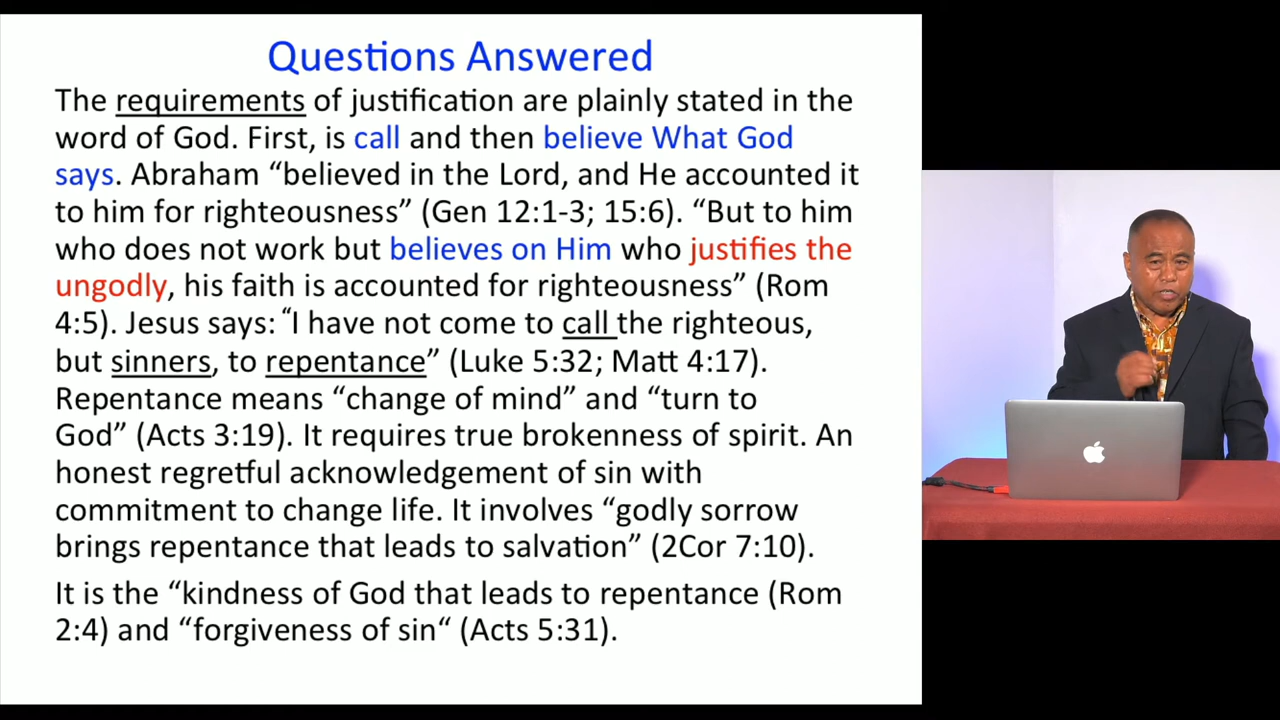 Questions Answered
The requirements of justification are plainly stated in the
word of God. First, is call and then believe What God
says. Abraham “believed in the Lord, and He accounted it
to him for righteousness” (Gen 12:1-3; 15:6). “But to him
who does not work but believes on Him who justifies the
ungodly, his faith is accounted for righteousness” (Rom
4:5). Jesus says: “I have not come to call the righteous,
but sinners, to repentance” (Luke 5:32; Matt 4:17).
Repentance means “change of mind” and “turn to
God” (Acts 3:19). It requires true brokenness of spirit. An
honest regretful acknowledgement of sin with
commitment to change life. It involves “godly sorrow
brings repentance that leads to salvation” (2Cor 7:10).
It is the “kindness of God that leads to repentance (Rom
2:4) and “forgiveness of sin“ (Acts 5:31).